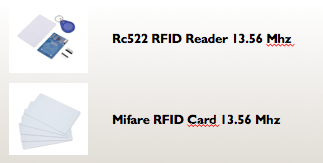 Rc522 RFID Reader 13.56 Mhz
Mifare RFID Card 13.56 Mhz